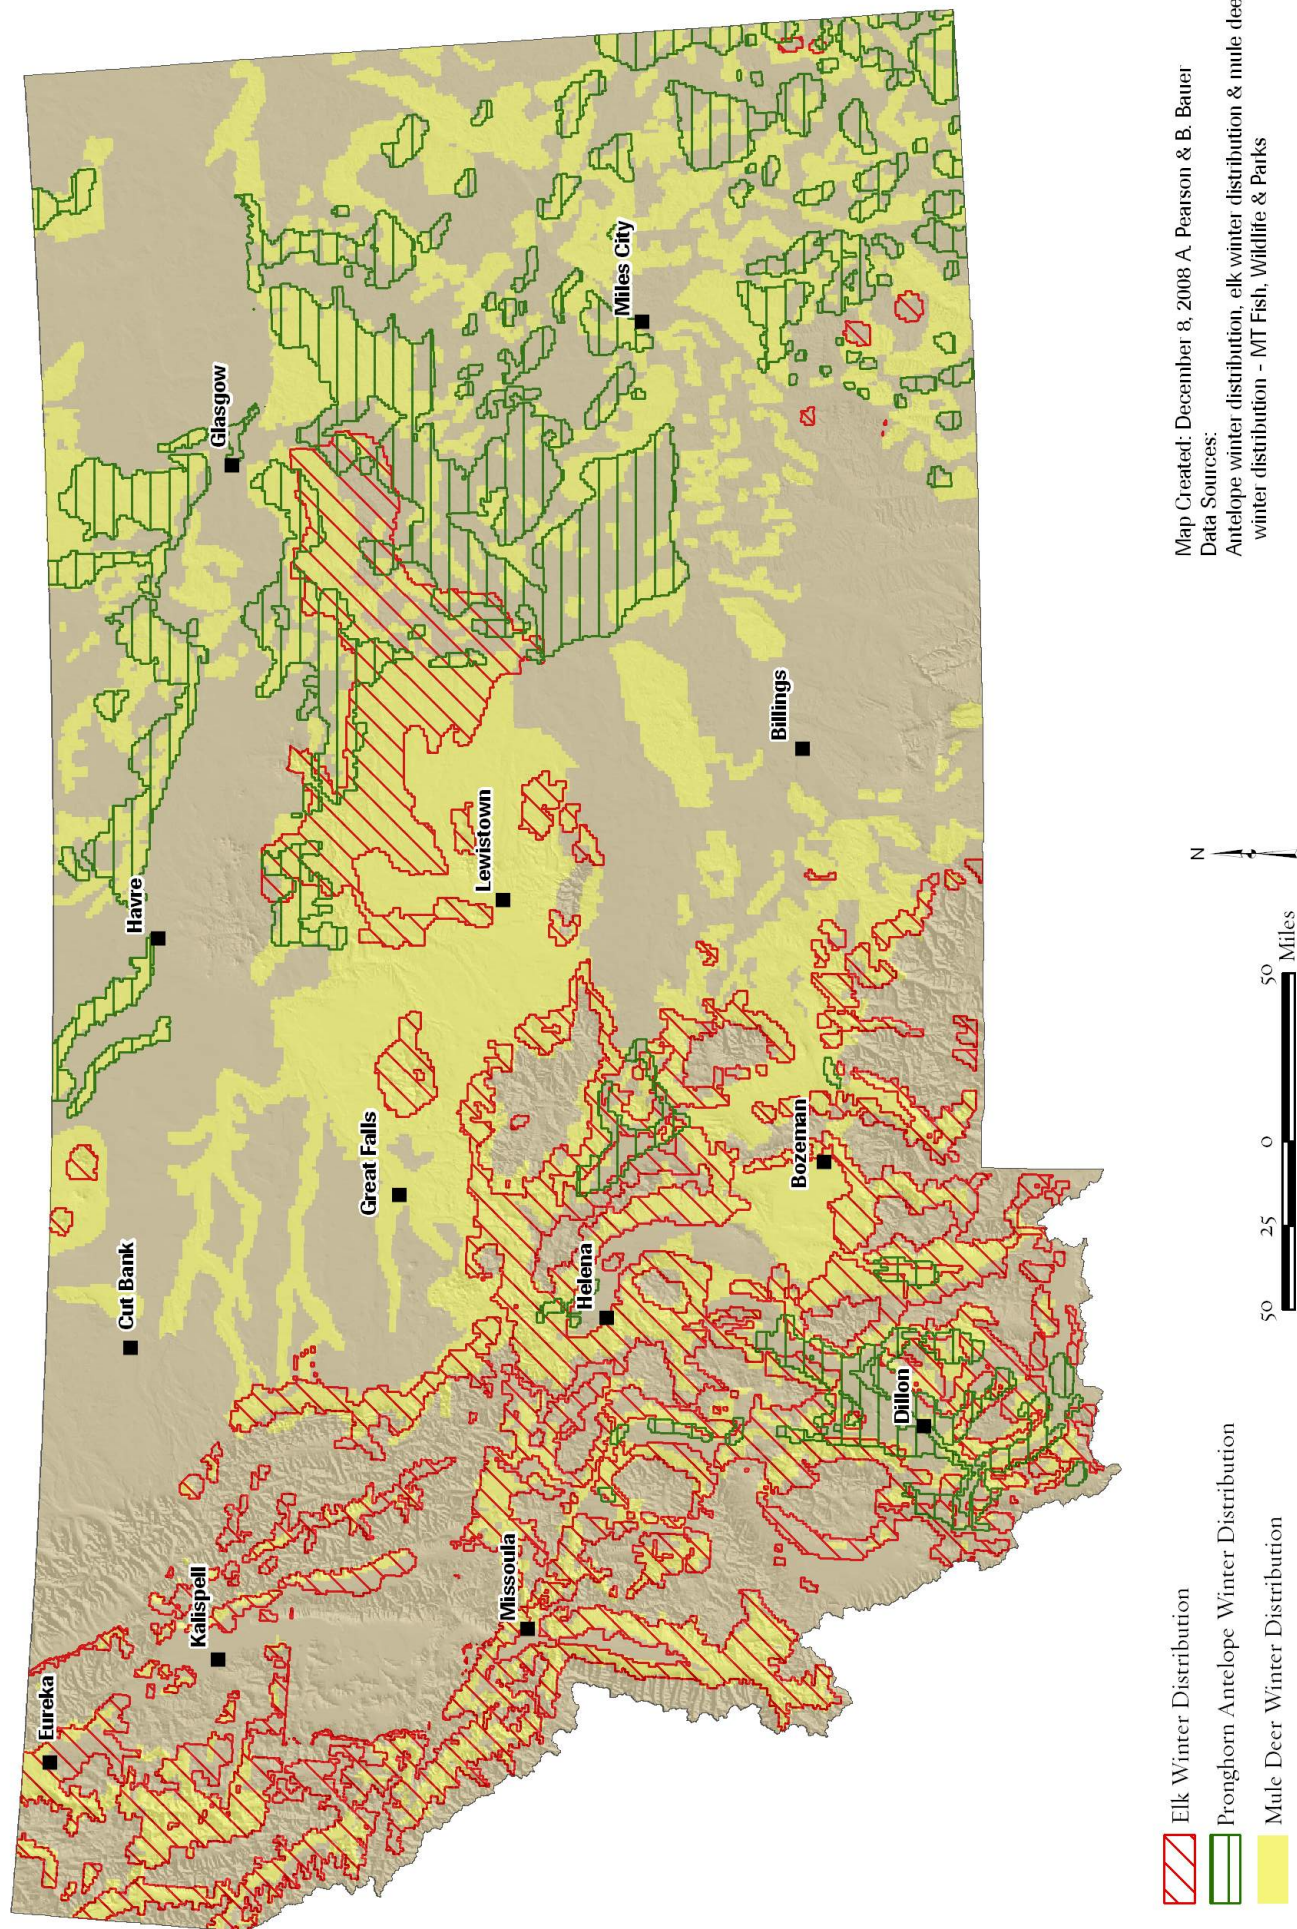 Eureka
Kalispell
Cut Bank
Havre
Glasgow
Great Falls
Missoula
Lewistown
Helena
Miles City
Bozeman
Billings
Dillon
Elk Winter Distribution
Pronghorn Antelope Winter Distribution
Mule Deer Winter Distribution
N
50 25 0 50
Miles
Map Created: December 8, 2008 A. Pearson & B. Bauer
Data Sources:
Antelope winter distribution, elk winter distribution & mule dee
winter distribution - MT Fish, Wildlife & Parks